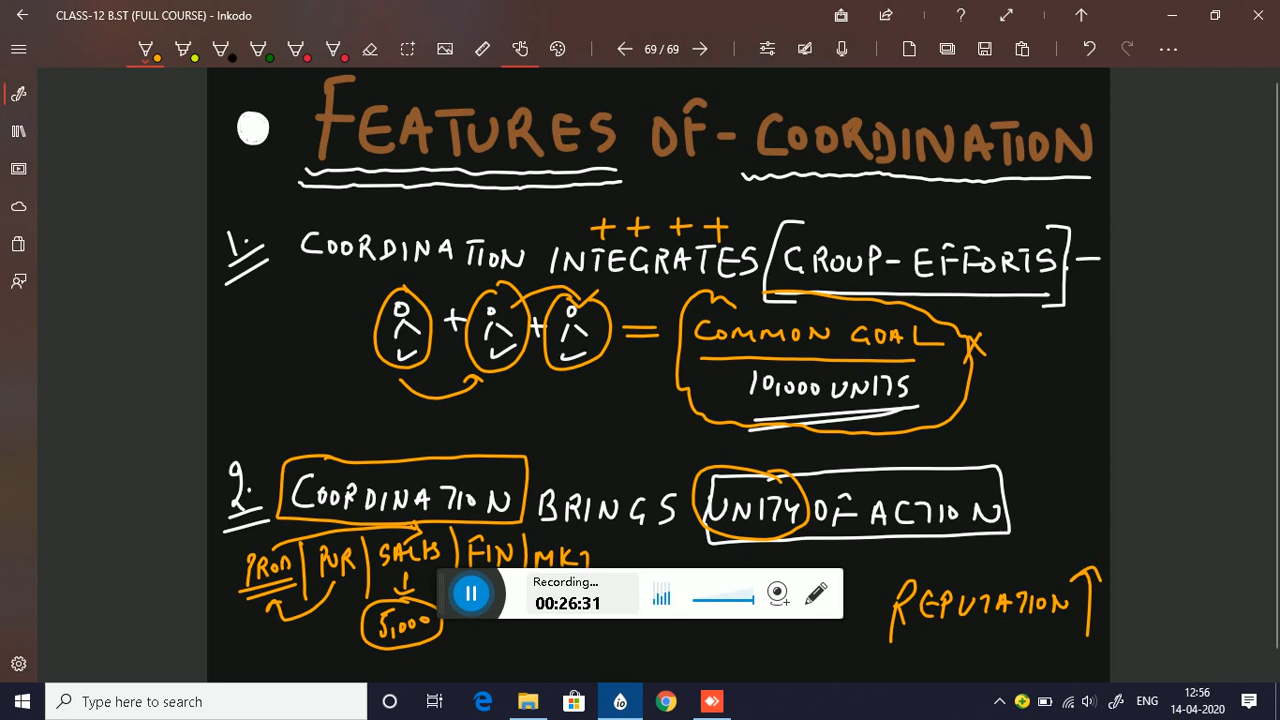 CLASS-12 B.ST (FULL COURSE) - Inkodo
69 / 69
FEATURES OF- COORDINATION
+ + + +
1. COORDINATION INTEGRATES [GROUP-EFFORTS] -
+ + = COMMON GOAL
10,000 UNITS
2. COORDINATION BRINGS UNITY OF ACTION
PROD | PUR | SALES | FIN | MKT
5,000
REPUTATION
Recording...
00:26:31
Type here to search
ENG
12:56
14-04-2020